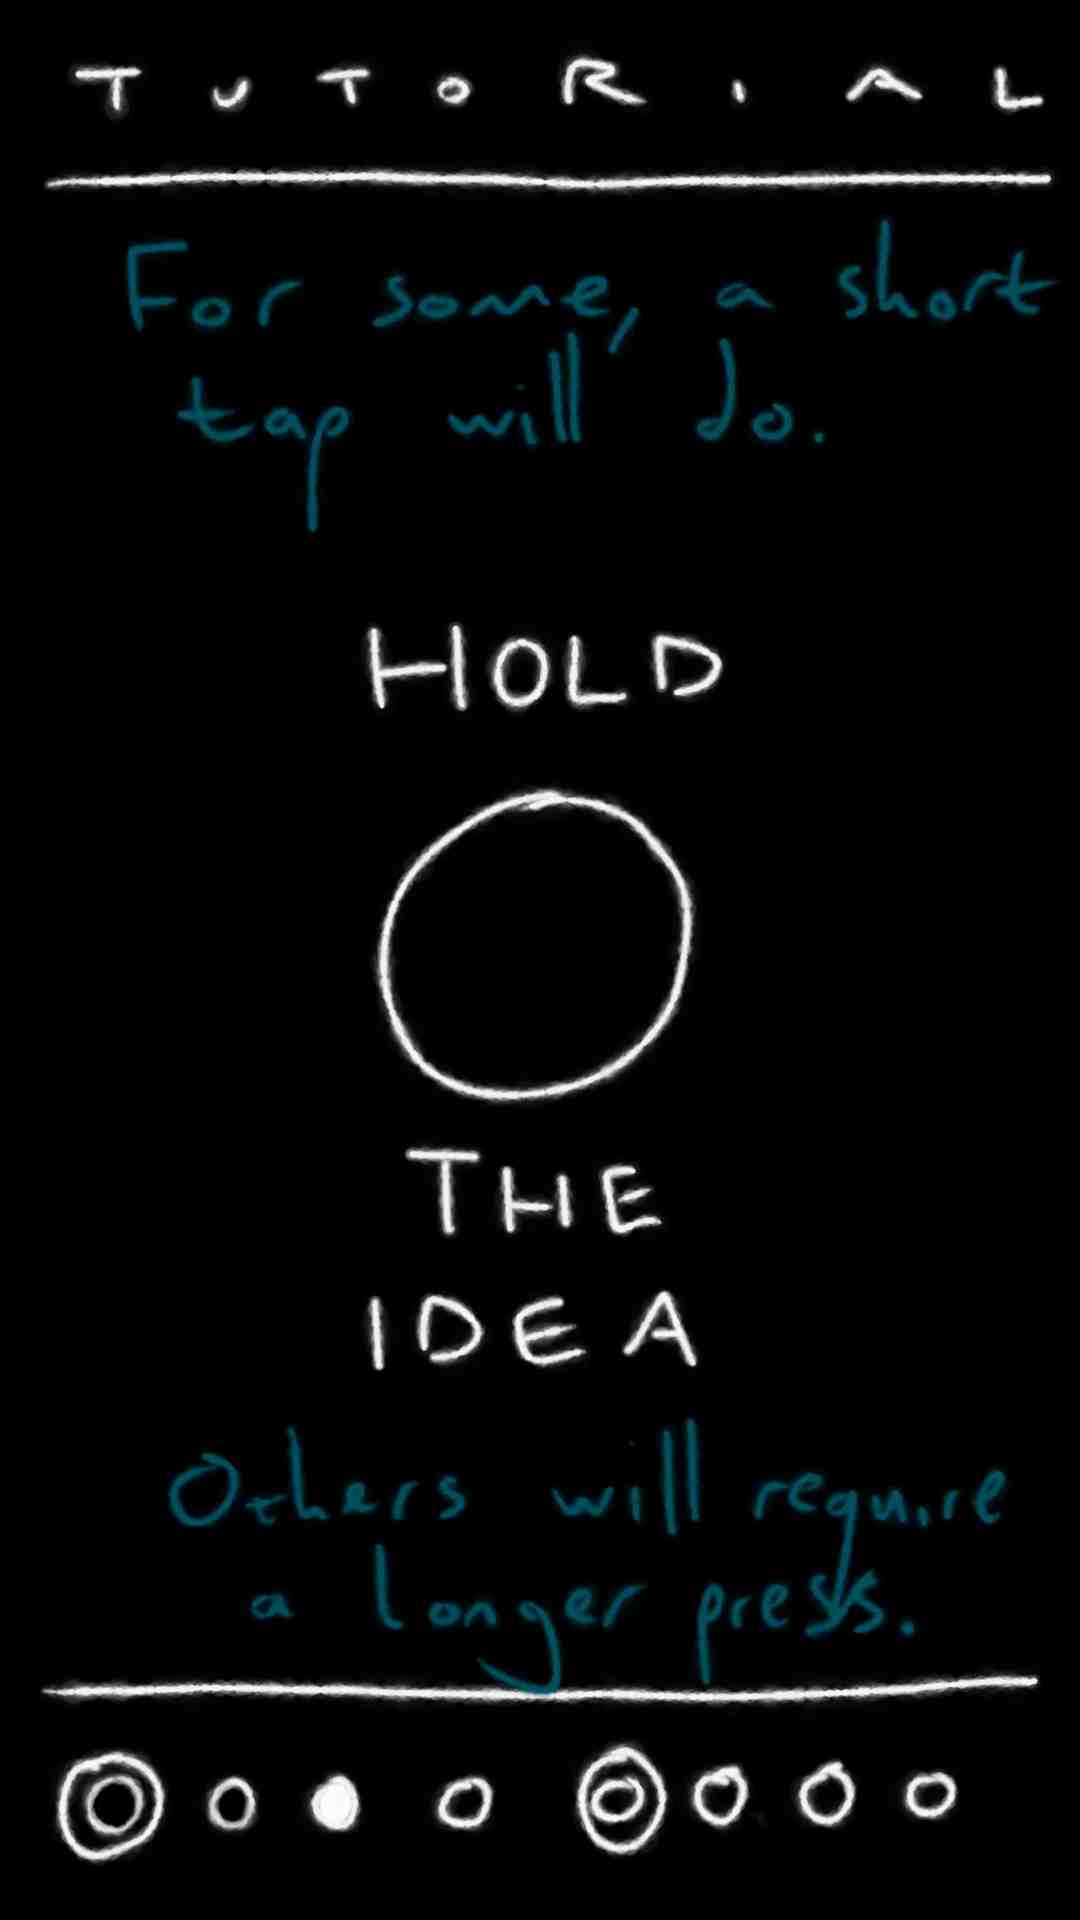 TUTORIAL
For some, a short
tap will do.
HOLD
THE
IDEA
Others will require
a longer press.